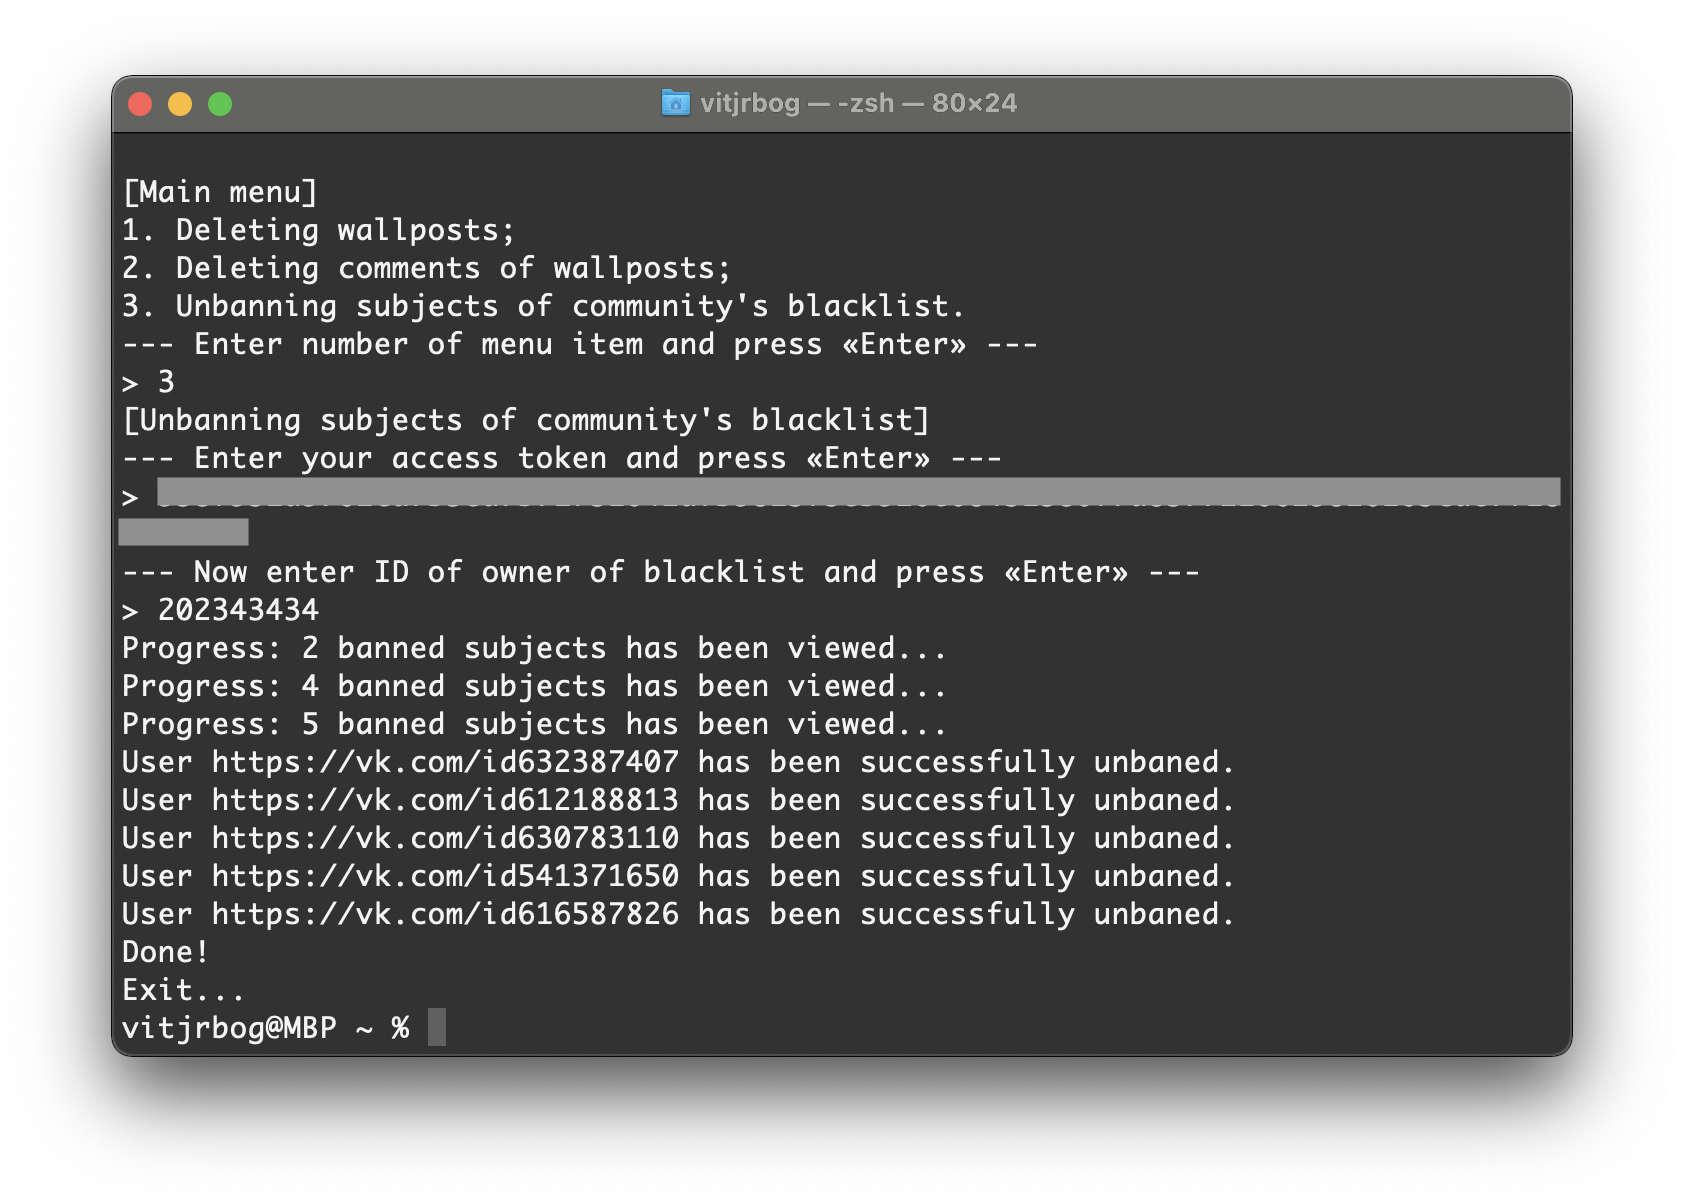 vitjrbog — -zsh — 80×24
[Main menu]
1. Deleting wallposts;
2. Deleting comments of wallposts;
3. Unbanning subjects of community's blacklist.
--- Enter number of menu item and press «Enter» ---
> 3
[Unbanning subjects of community's blacklist]
--- Enter your access token and press «Enter» ---
>
--- Now enter ID of owner of blacklist and press «Enter» ---
> 202343434
Progress: 2 banned subjects has been viewed...
Progress: 4 banned subjects has been viewed...
Progress: 5 banned subjects has been viewed...
User https://vk.com/id632387407 has been successfully unbaned.
User https://vk.com/id612188813 has been successfully unbaned.
User https://vk.com/id630783110 has been successfully unbaned.
User https://vk.com/id541371650 has been successfully unbaned.
User https://vk.com/id616587826 has been successfully unbaned.
Done!
Exit...
vitjrbog@MBP ~ %